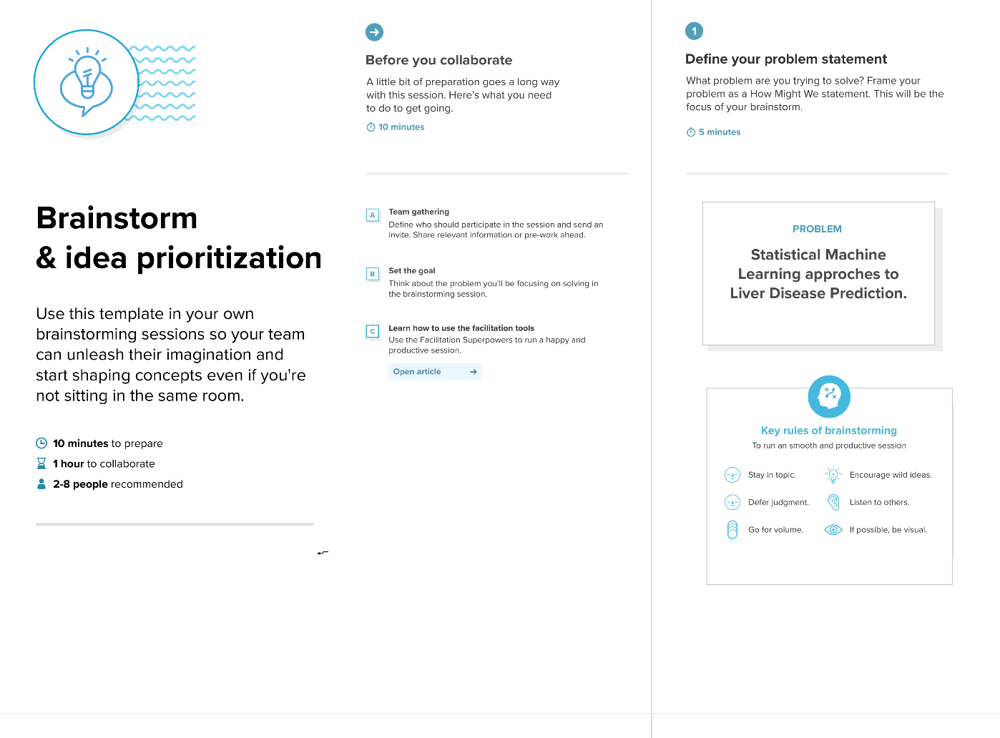 Brainstorm
& idea prioritization
Use this template in your own
brainstorming sessions so your team
can unleash their imagination and
start shaping concepts even if you're
not sitting in the same room.
10 minutes to prepare
1 hour to collaborate
2-8 people recommended
Before you collaborate
A little bit of preparation goes a long way
with this session. Here's what you need
to do to get going.
10 minutes
A
Team gathering
Define who should participate in the session and send an
invite. Share relevant information or pre-work ahead.
B
Set the goal
Think about the problem you'll be focusing on solving in
the brainstorming session.
C
Learn how to use the facilitation tools
Use the Facilitation Superpowers to run a happy and
productive session.
Open article
1
Define your problem statement
What problem are you trying to solve? Frame your
problem as a How Might We statement. This will be the
focus of your brainstorm.
5 minutes
PROBLEM
Statistical Machine
Learning approches to
Liver Disease Prediction.
Key rules of brainstorming
To run an smooth and productive session
Stay in topic.
Encourage wild ideas.
Defer judgment.
Listen to others.
Go for volume.
If possible, be visual.